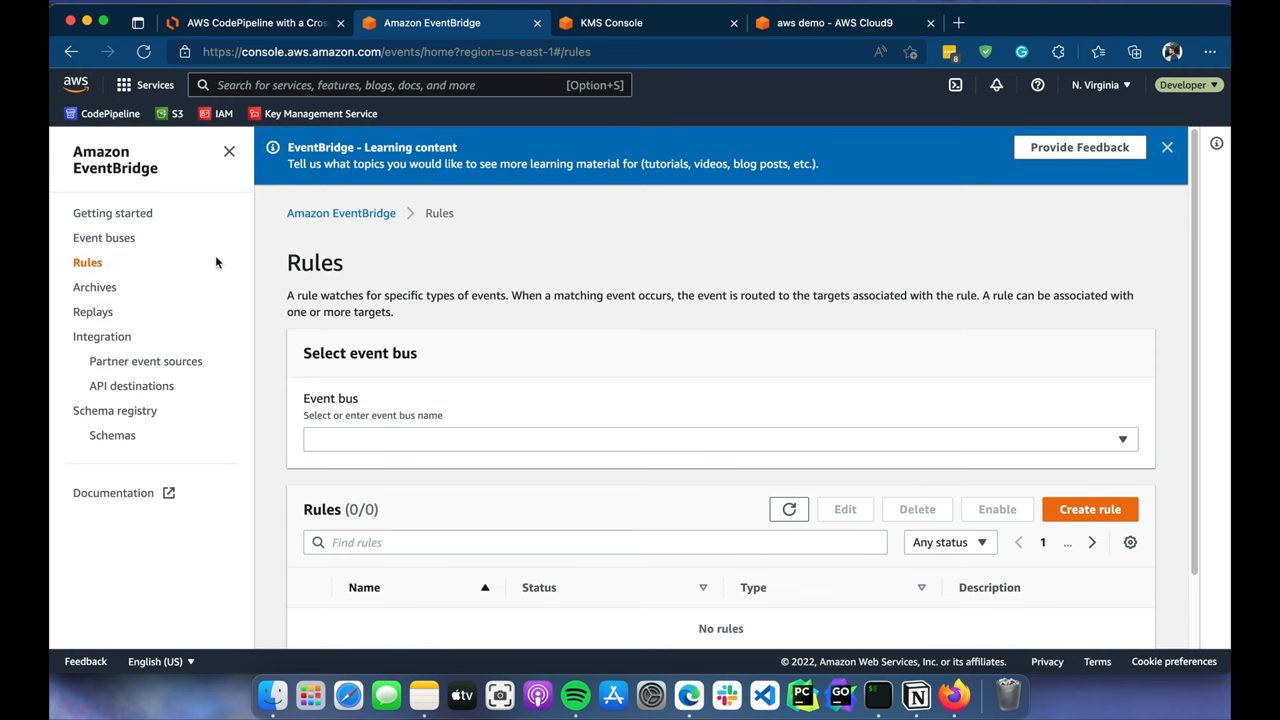 AWS CodePipeline with a Cros
Amazon EventBridge
KMS Console
aws demo - AWS Cloud9
https://console.aws.amazon.com/events/home?region=us-east-1#/rules
8
aws
Services
Search for services, features, blogs, docs, and more
[Option+S]
N. Virginia
Developer
CodePipeline
S3
IAM
Key Management Service
Amazon
EventBridge
Getting started
Event buses
Rules
Archives
Replays
Integration
Partner event sources
API destinations
Schema registry
Schemas
Documentation
EventBridge - Learning content
Tell us what topics you would like to see more learning material for (tutorials, videos, blog posts, etc.).
Provide Feedback
Amazon EventBridge
Rules
Rules
A rule watches for specific types of events. When a matching event occurs, the event is routed to the targets associated with the rule. A rule can be associated with
one or more targets.
Select event bus
Event bus
Select or enter event bus name
Rules (0/0)
Edit
Delete
Enable
Create rule
Find rules
Any status
1
...
Name
Status
Type
Description
No rules
Feedback
English (US)
© 2022, Amazon Web Services, Inc. or its affiliates.
Privacy
Terms
Cookie preferences
tv
PC
GO